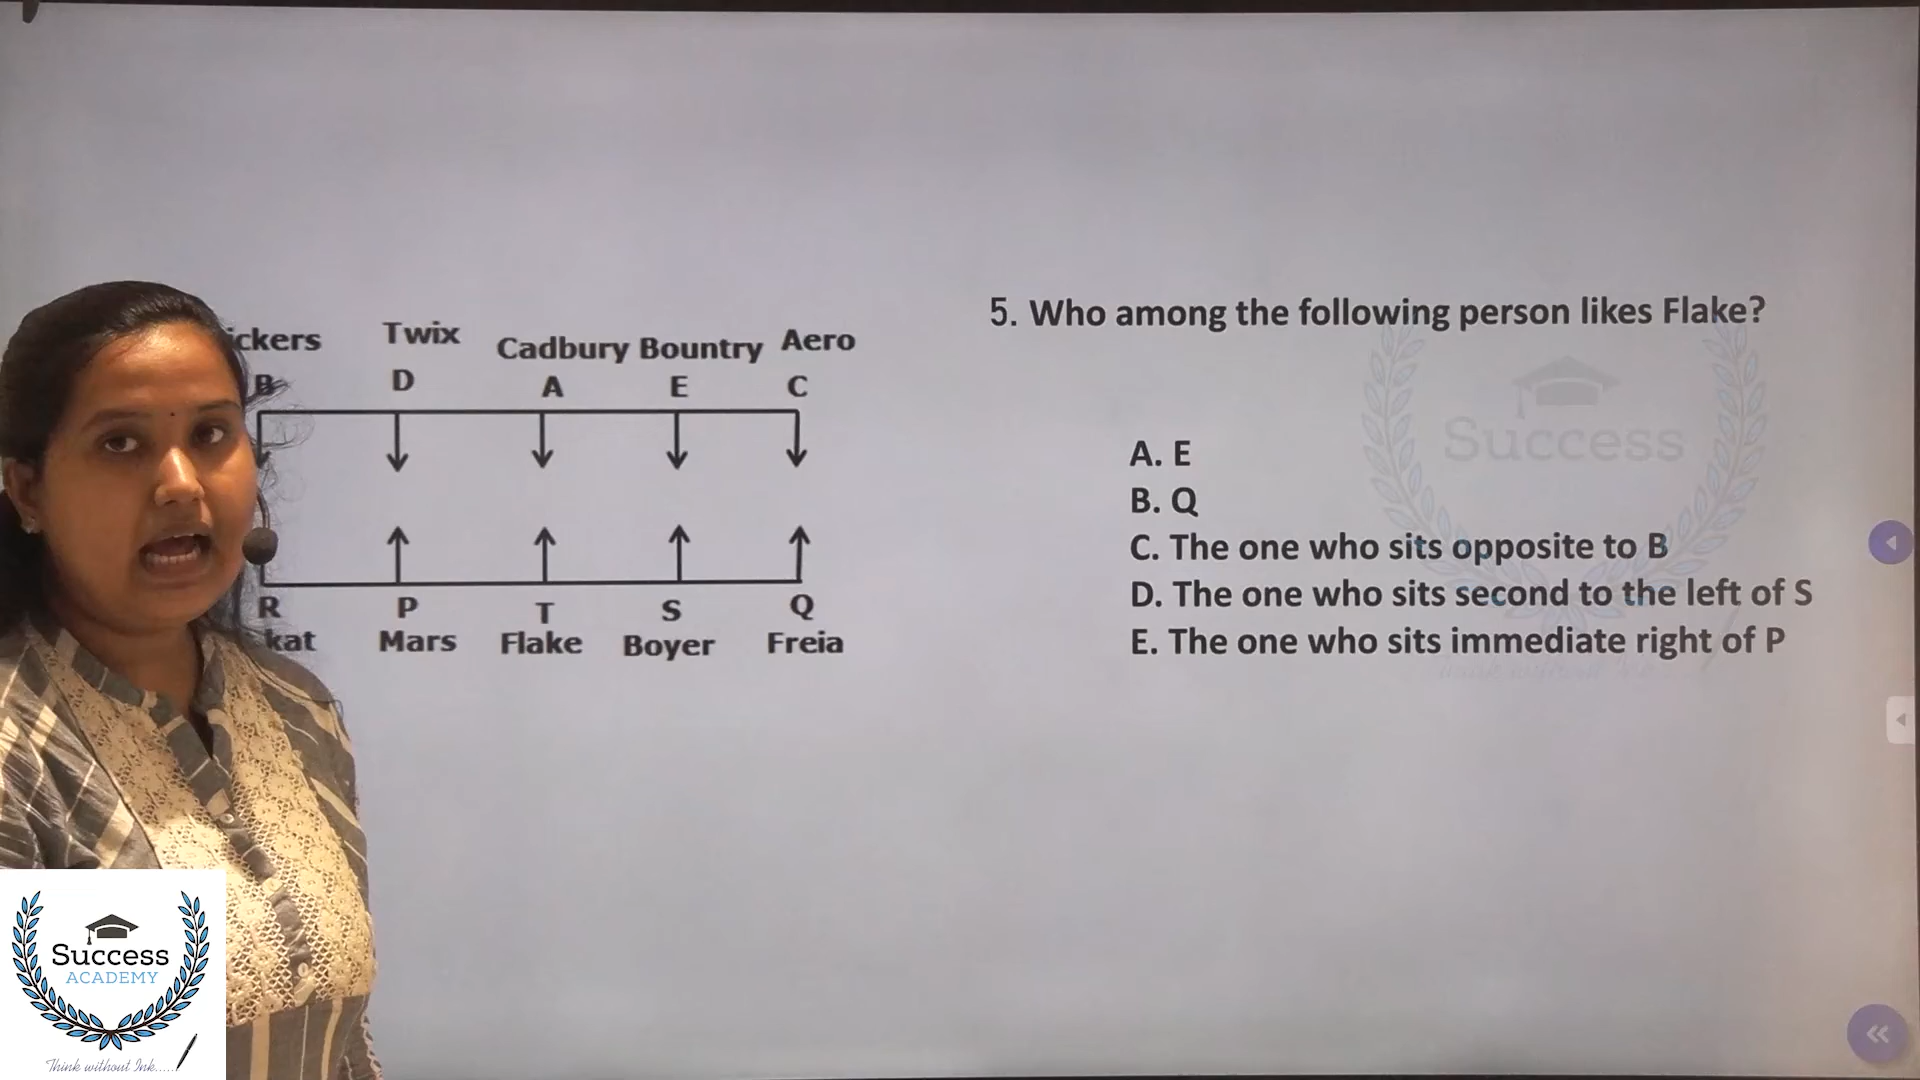 5. Who among the following person likes Flake?
Twix
Cadbury Bountry Aero
B D A E C
R P T S Q
Mars Flake Boyer Freia
A. E
B. Q
C. The one who sits opposite to B
D. The one who sits second to the left of S
E. The one who sits immediate right of P
Success
Success
ACADEMY
Think without Ink.....